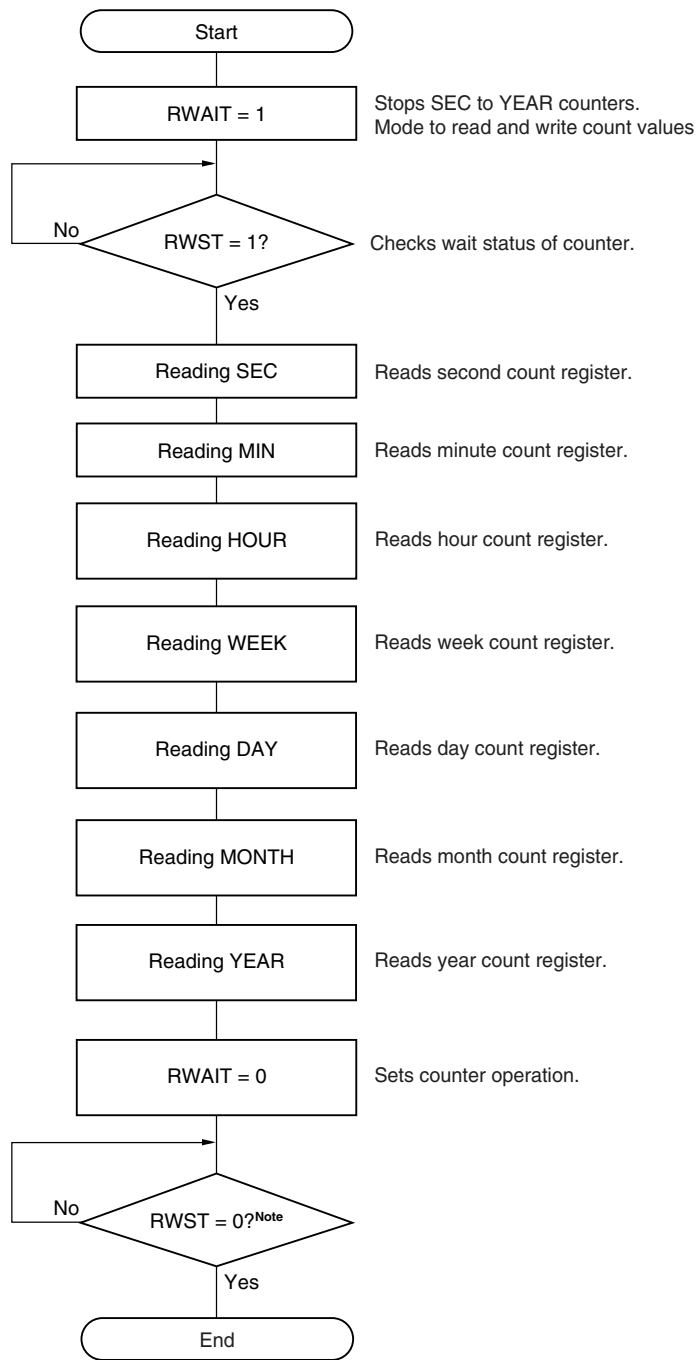 Start
RWAIT = 1
Stops SEC to YEAR counters.
Mode to read and write count values
No
RWST = 1?
Checks wait status of counter.
Yes
Reading SEC
Reads second count register.
Reading MIN
Reads minute count register.
Reading HOUR
Reads hour count register.
Reading WEEK
Reads week count register.
Reading DAY
Reads day count register.
Reading MONTH
Reads month count register.
Reading YEAR
Reads year count register.
RWAIT = 0
Sets counter operation.
No
RWST = 0?Note
Yes
End